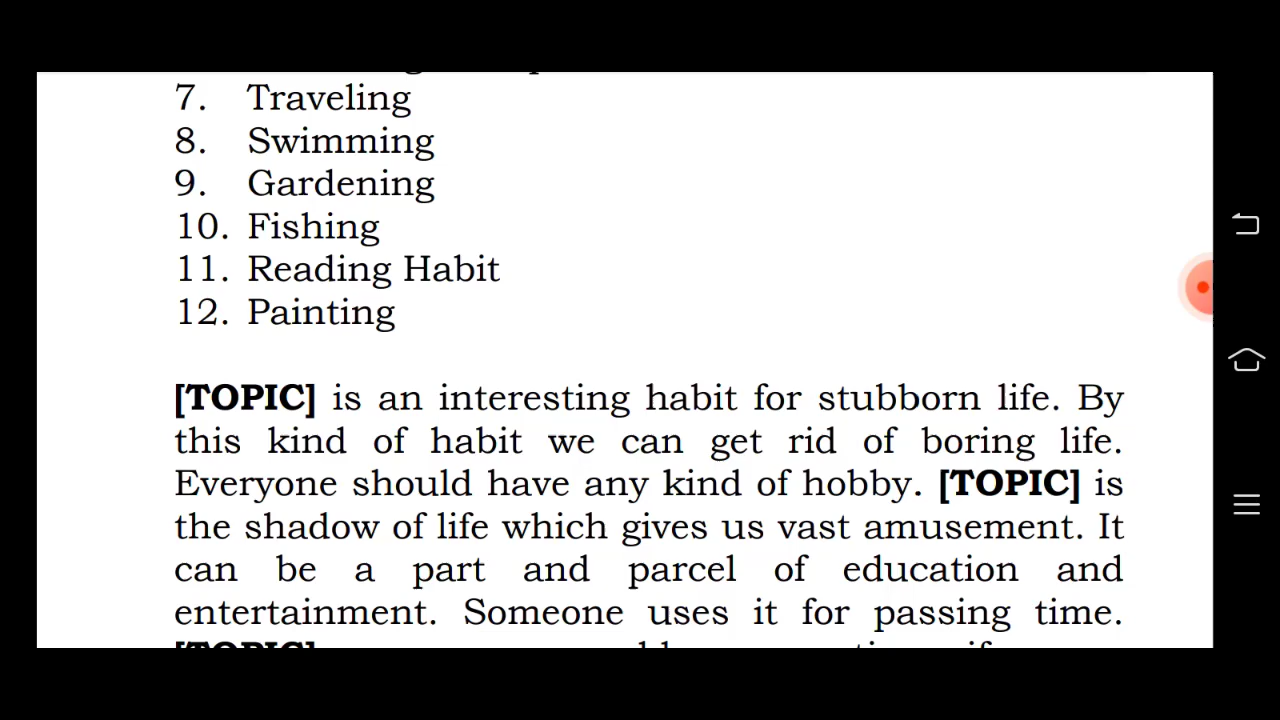 7. Traveling
8. Swimming
9. Gardening
10. Fishing
11. Reading Habit
12. Painting
[TOPIC] is an interesting habit for stubborn life. By
this kind of habit we can get rid of boring life.
Everyone should have any kind of hobby. [TOPIC] is
the shadow of life which gives us vast amusement. It
can be a part and parcel of education and
entertainment. Someone uses it for passing time.
[TOPIC]